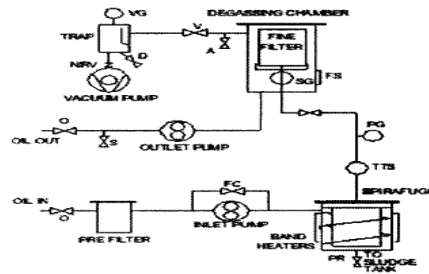 VG
DEGASSING CHAMBER
V
TRAP
FINE
FILTER
D
A
NRV
SG
FS
VACUUM PUMP
O
S
PG
OIL OUT
OUTLET PUMP
TTS
FC
SPIRAFUGE
OIL IN
O
INLET PUMP
BAND
HEATERS
PRE FILTER
PR
TO
SLUDGE
TANK